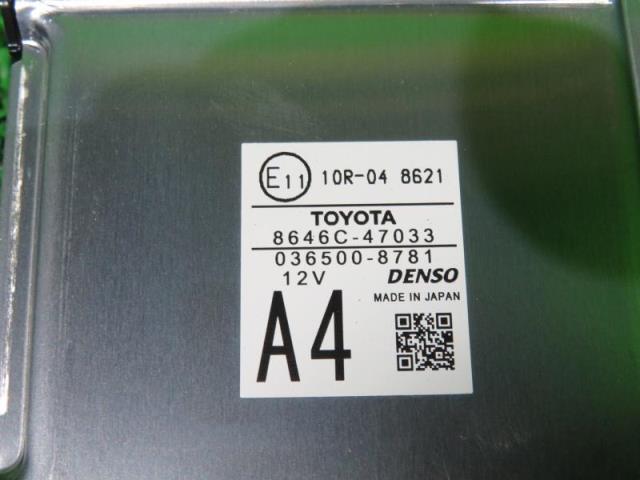 E11 10R-04 8621
TOYOTA
8646C-47033
036500-8781
12V DENSO
MADE IN JAPAN
A4